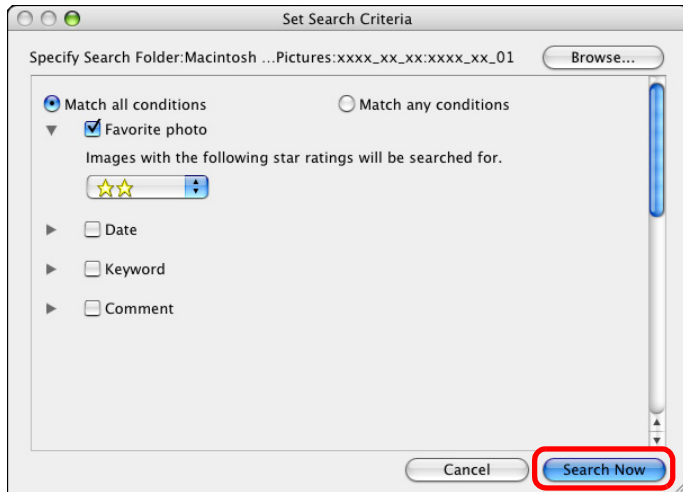 Set Search Criteria
Specify Search Folder:Macintosh ...Pictures:xxxx_xx_xx:xxxx_xx_01 Browse...
Match all conditions Match any conditions
Favorite photo
Images with the following star ratings will be searched for.
Date
Keyword
Comment
Cancel Search Now